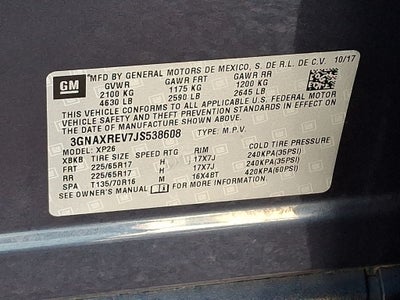 GM
MFD BY GENERAL MOTORS DE MEXICO, S. DE R.L. DE C.V. 10/17
GVWR GAWR FRT GAWR RR
2100 KG 1175 KG 1200 KG
4630 LB 2590 LB 2645 LB
THIS VEHICLE CONFORMS TO ALL APPLICABLE U.S. FEDERAL MOTOR
VEHICLE SAFETY AND THEFT PREVENTION STANDARDS IN EFFECT ON
THE DATE OF MANUFACTURE SHOWN ABOVE.
3GNAXREV7JS538608 TYPE: M.P.V.
MODEL: XP26
XBKB TIRE SIZE SPEED RTG RIM COLD TIRE PRESSURE
FRT 225/65R17 H 17X7J 240KPA(35PSI)
RR 225/65R17 H 17X7J 240KPA(35PSI)
SPA T135/70R16 M 16X4BT 420KPA(60PSI)
SEE OWNER'S MANUAL FOR ADDITIONAL INFORMATION.